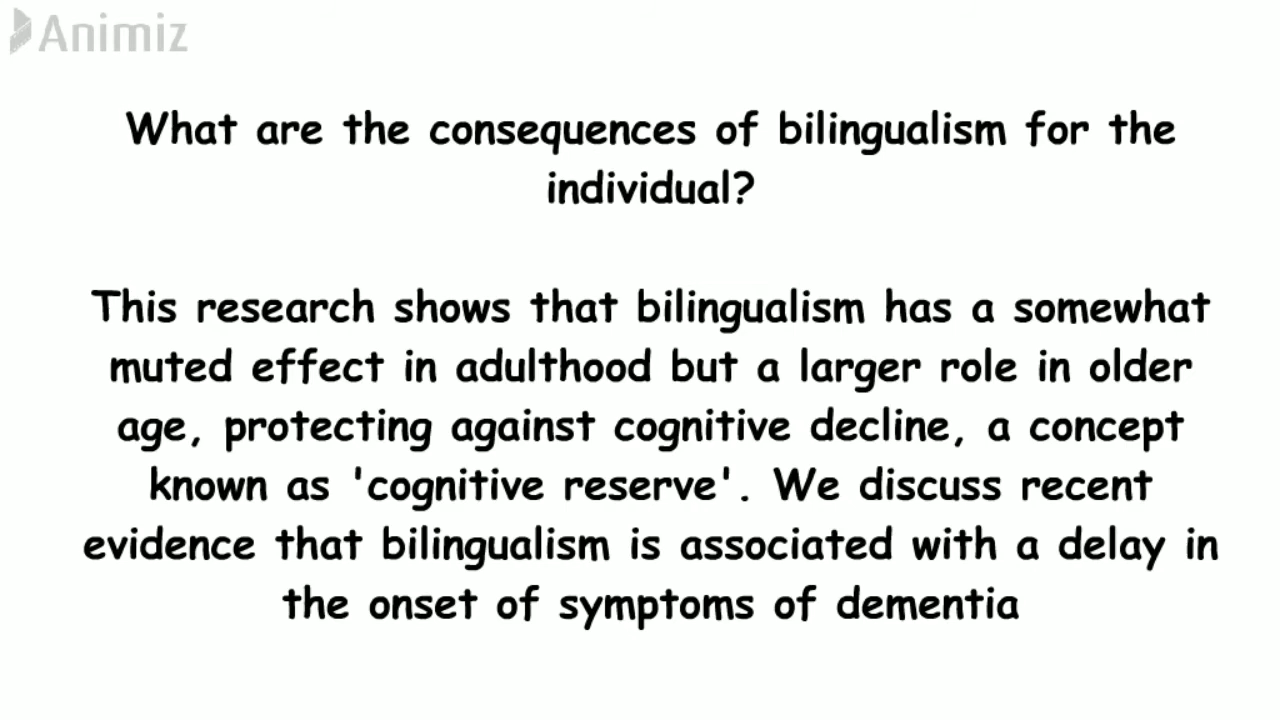 Animiz
What are the consequences of bilingualism for the
individual?
This research shows that bilingualism has a somewhat
muted effect in adulthood but a larger role in older
age, protecting against cognitive decline, a concept
known as 'cognitive reserve'. We discuss recent
evidence that bilingualism is associated with a delay in
the onset of symptoms of dementia